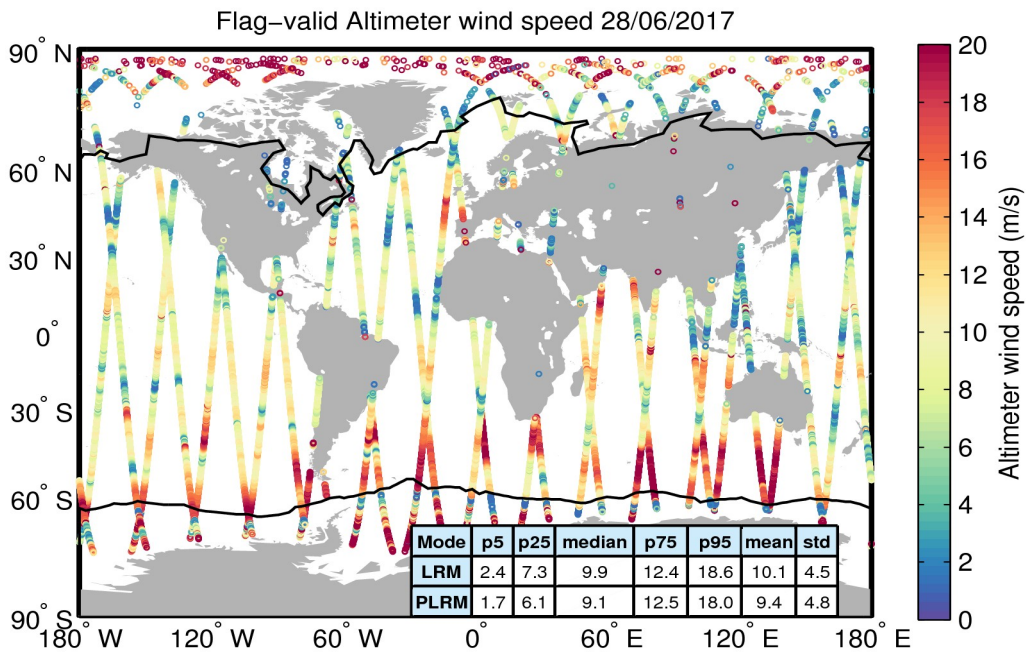 Flag−valid Altimeter wind speed 28/06/2017
90° N
60° N
30° N
0°
30° S
60° S
90° S
180° W 120° W 60° W 0° 60° E 120° E 180° E
Mode p5 p25 median p75 p95 mean std
LRM 2.4 7.3 9.9 12.4 18.6 10.1 4.5
PLRM 1.7 6.1 9.1 12.5 18.0 9.4 4.8
20
18
16
14
12
10
8
6
4
2
0
Altimeter wind speed (m/s)